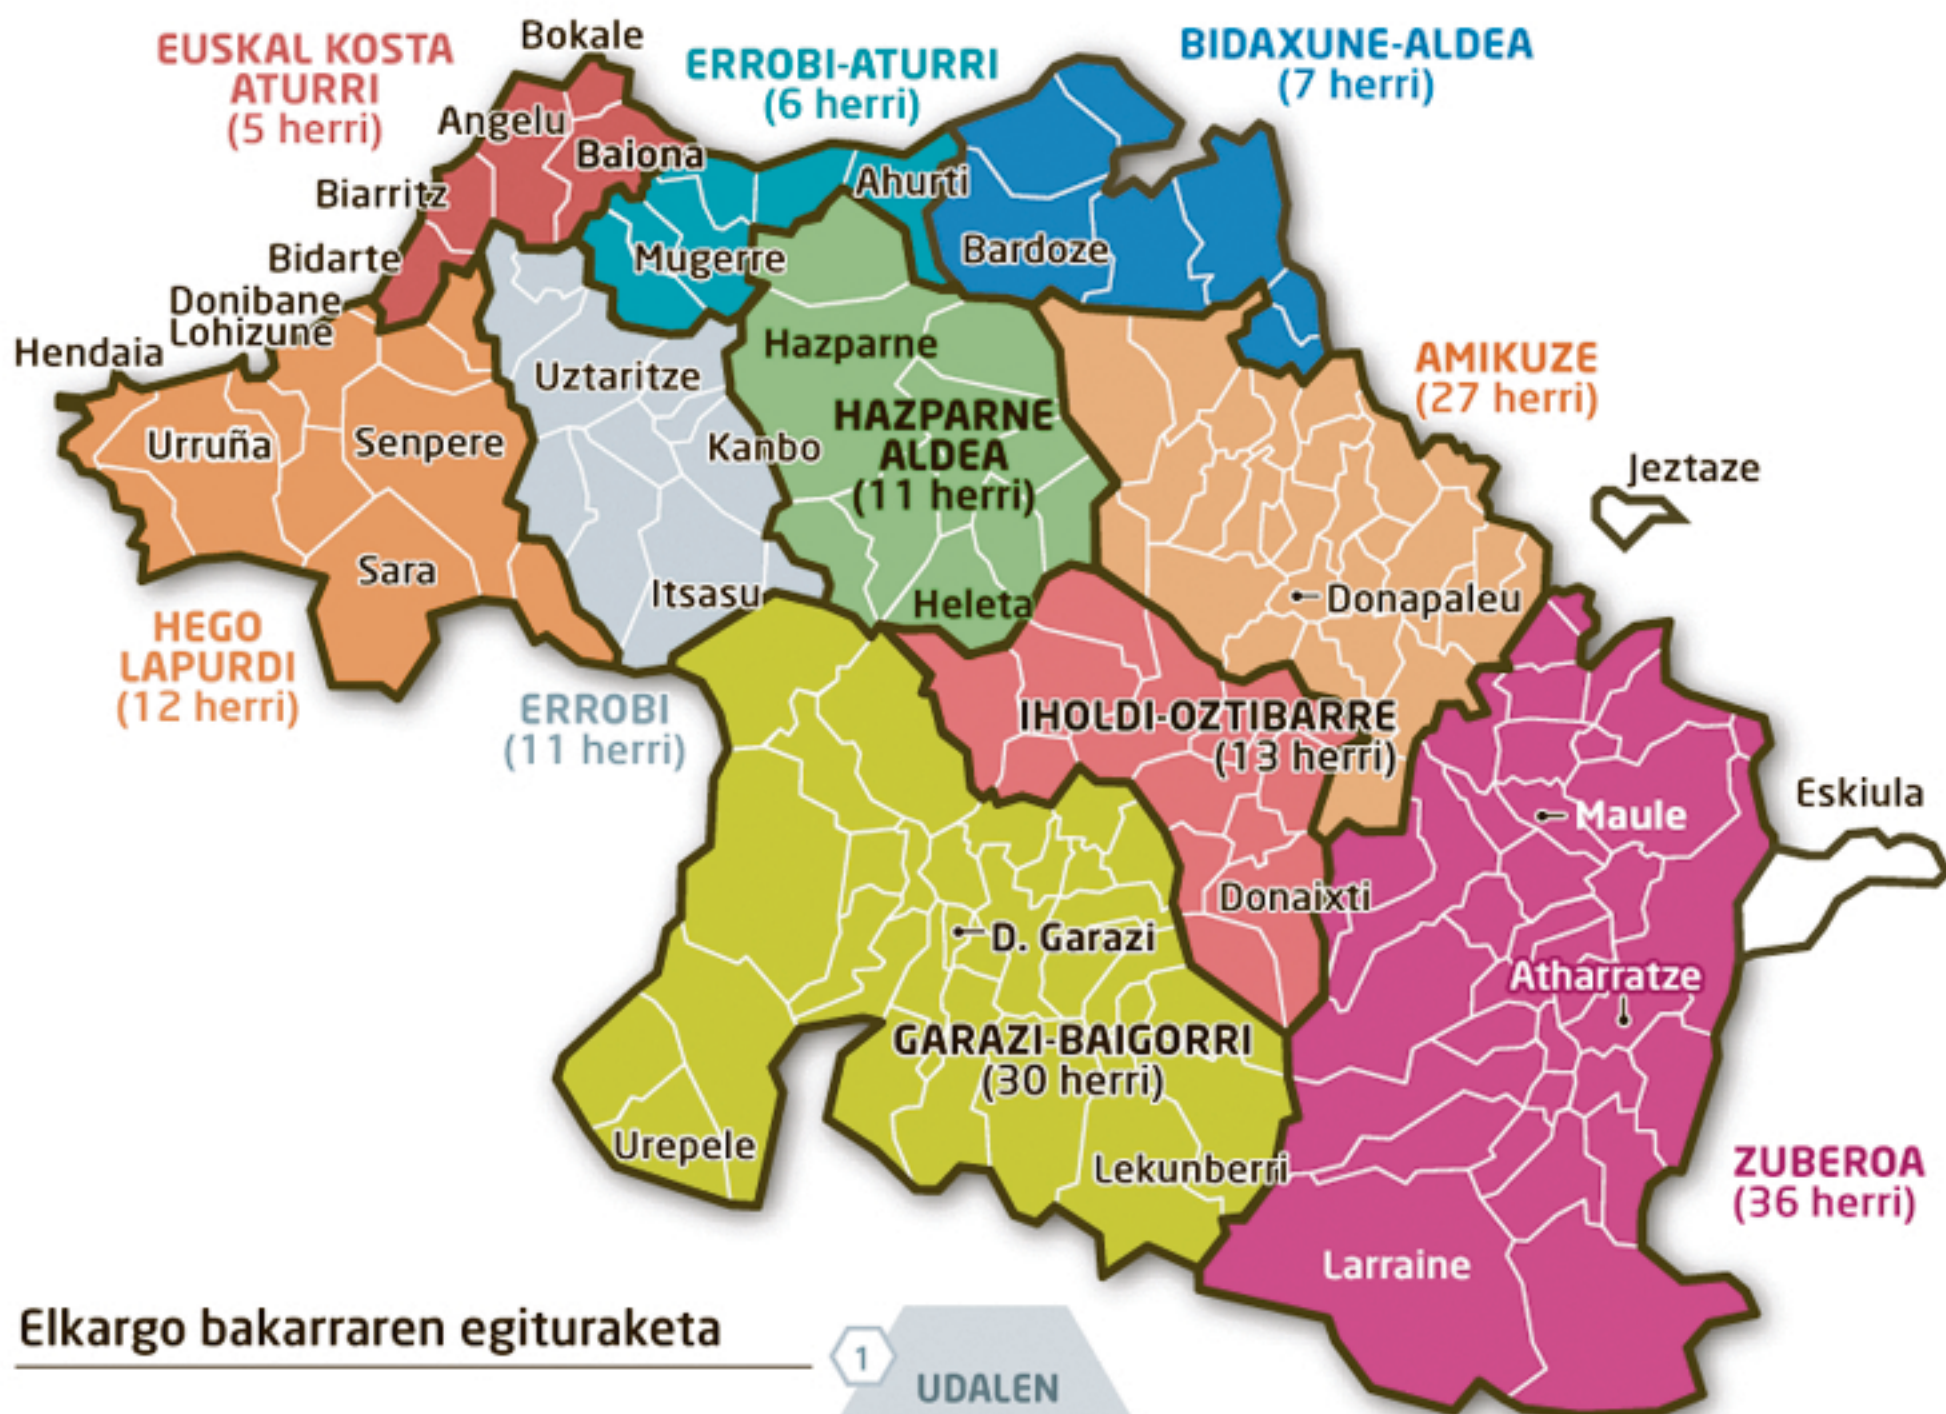 Bokale
EUSKAL KOSTA
ATURRI
(5 herri)
ERROBI-ATURRI
(6 herri)
BIDAXUNE-ALDEA
(7 herri)
Angelu
Baiona
Ahurti
Biarritz
Bardoze
Bidarte
Mugerre
Donibane
Lohizune
Hendaia
Hazparne
Uztaritze
AMIKUZE
(27 herri)
HAZPARNE
ALDEA
(11 herri)
Urruña
Senpere
Kanbo
Jeztaze
Sara
Itsasu
Heleta
Donapaleu
HEGO
LAPURDI
(12 herri)
ERROBI
(11 herri)
IHOLDI-OZTIBARRE
(13 herri)
Eskiula
Maule
Donaixti
D. Garazi
Atharratze
GARAZI-BAIGORRI
(30 herri)
Urepele
Lekunberri
ZUBEROA
(36 herri)
Larraine
Elkargo bakarraren egituraketa
1
UDALEN